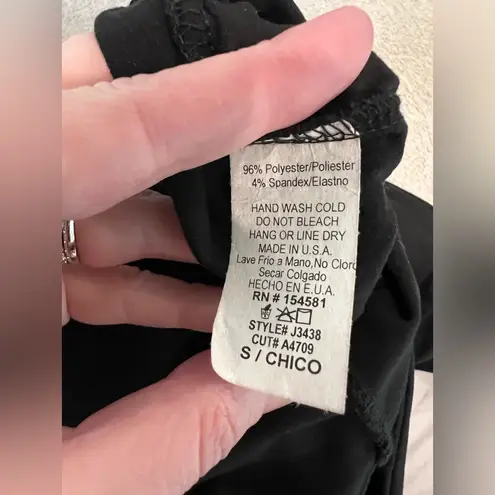 96% Polyester/Poliester
4% Spandex/Elastno
HAND WASH COLD
DO NOT BLEACH
HANG OR LINE DRY
MADE IN U.S.A.
Lave Frio a Mano,No Cloro
Secar Colgado
HECHO EN E.U.A.
RN # 154581
STYLE# J3438
CUT# A4709
S / CHICO